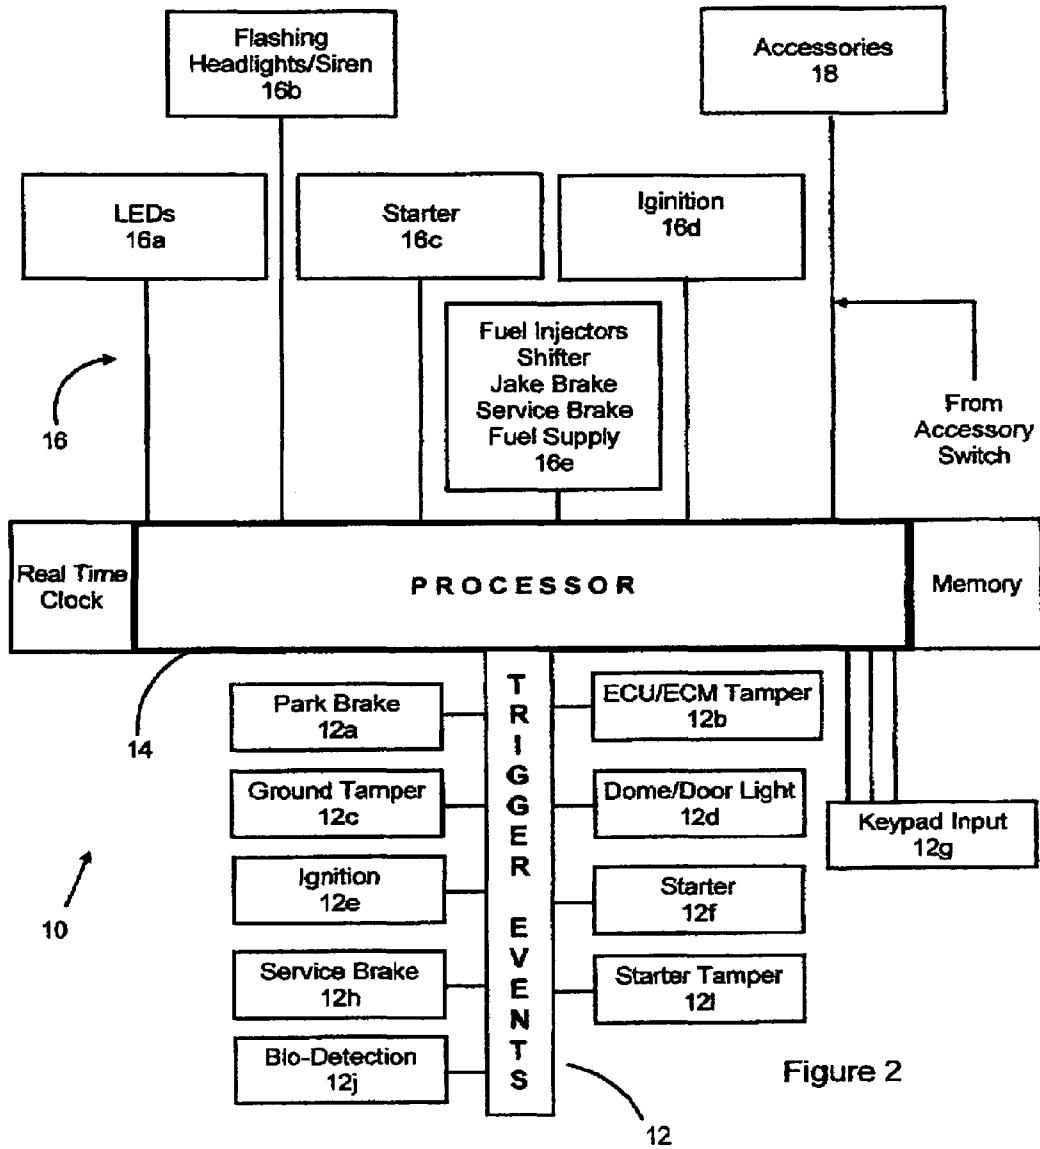 Flashing
Headlights/Siren
16b
Accessories
18
LEDs
16a
Starter
16c
Iginition
16d
Fuel Injectors
Shifter
Jake Brake
Service Brake
Fuel Supply
16e
From
Accessory
Switch
16
Real Time
Clock
PROCESSOR
Memory
14
TRIGGER EVENTS
Park Brake
12a
ECU/ECM Tamper
12b
Ground Tamper
12c
Dome/Door Light
12d
Keypad Input
12g
Ignition
12e
Starter
12f
10
Service Brake
12h
Starter Tamper
12i
Bio-Detection
12j
12
Figure 2